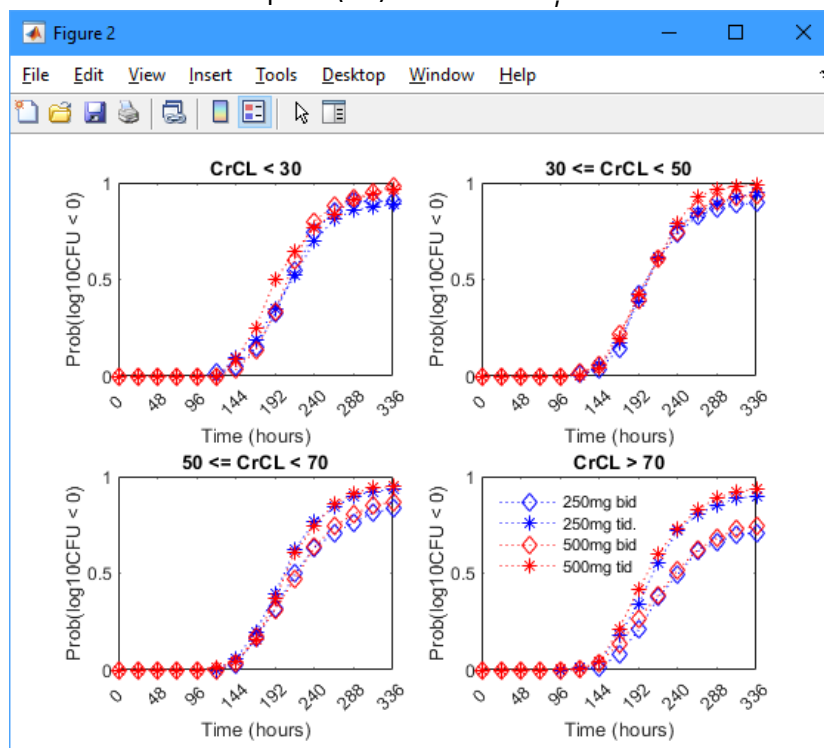 Figure 2
File Edit View Insert Tools Desktop Window Help
CrCL < 30
Prob(log10CFU < 0)
1
0.5
0
0 48 96 144 192 240 288 336
Time (hours)
30 <= CrCL < 50
Prob(log10CFU < 0)
1
0.5
0
0 48 96 144 192 240 288 336
Time (hours)
50 <= CrCL < 70
Prob(log10CFU < 0)
1
0.5
0
0 48 96 144 192 240 288 336
Time (hours)
CrCL > 70
Prob(log10CFU < 0)
1
0.5
0
250mg bid
250mg tid.
500mg bid
500mg tid
0 48 96 144 192 240 288 336
Time (hours)